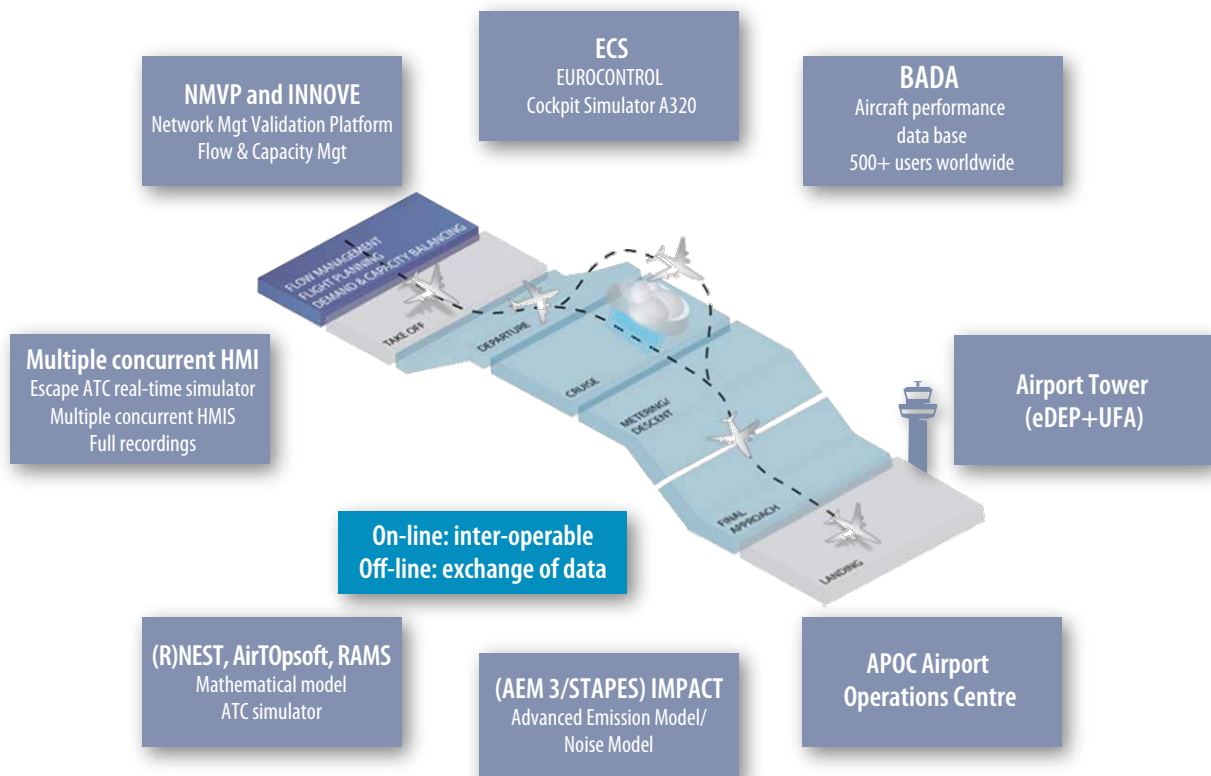 ECS
EUROCONTROL
Cockpit Simulator A320
NMVP and INNOVE
Network Mgt Validation Platform
Flow & Capacity Mgt
BADA
Aircraft performance
data base
500+ users worldwide
FLOW MANAGEMENT
FLIGHT PLANNING
DEMAND & CAPACITY BALANCING
TAKE OFF
DEPARTURE
CRUISE
METERING/
DESCENT
FINAL
APPROACH
LANDING
Multiple concurrent HMI
Escape ATC real-time simulator
Multiple concurrent HMIS
Full recordings
Airport Tower
(eDEP+UFA)
On-line: inter-operable
Off-line: exchange of data
(R)NEST, AirTOpsoft, RAMS
Mathematical model
ATC simulator
(AEM 3/STAPES) IMPACT
Advanced Emission Model/
Noise Model
APOC Airport
Operations Centre